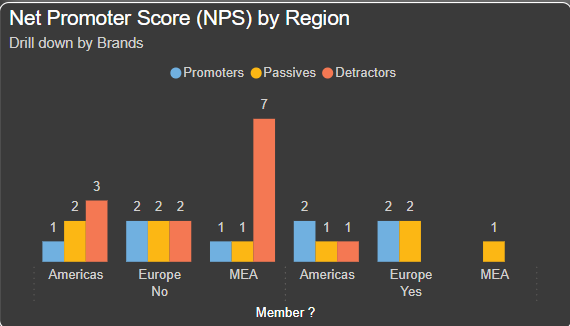 Net Promoter Score (NPS) by Region
Drill down by Brands
Promoters Passives Detractors
1 2 3 2 2 2 1 1 7 2 1 1 2 2 1
Americas Europe MEA Americas Europe MEA
No Yes
Member ?